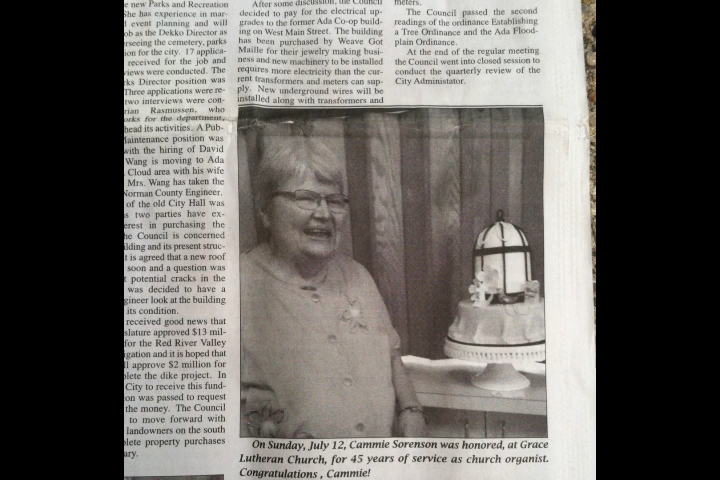 e new Parks and Recreation
She has experience in mar-
event planning and will
ob as the Dekko Director as
rseeing the cemetery, parks
on for the city. 17 applica-
received for the job and
views were conducted. The
ks Director position was
Three applications were re-
two interviews were con-
rian Rasmussen, who
orks for the department,
head its activities. A Pub-
Maintenance position was
with the hiring of David
Wang is moving to Ada
Cloud area with his wife
Mrs. Wang has taken the
Norman County Engineer.
of the old City Hall was
s two parties have ex-
erest in purchasing the
he Council is concerned
ilding and its present struc-
t is agreed that a new roof
soon and a question was
t potential cracks in the
was decided to have a
gineer look at the building
its condition.
received good news that
slature approved $13 mil-
for the Red River Valley
igation and it is hoped that
ll approve $2 million for
plete the dike project. In
City to receive this fund-
on was passed to request
the money. The Council
to move forward with
landowners on the south
plete property purchases
ary.
After some discussion, the Council
decided to pay for the electrical up-
grades to the former Ada Co-op build-
ing on West Main Street. The building
has been purchased by Weave Got
Maille for their jewelry making busi-
ness and new machinery to be installed
requires more electricity than the cur-
rent transformers and meters can sup-
ply. New underground wires will be
installed along with transformers and
meters.
The Council passed the second
readings of the ordinance Establishing
a Tree Ordinance and the Ada Flood-
plain Ordinance.
At the end of the regular meeting
the Council went into closed session to
conduct the quarterly review of the
City Administator.
On Sunday, July 12, Cammie Sorenson was honored, at Grace
Lutheran Church, for 45 years of service as church organist.
Congratulations , Cammie!